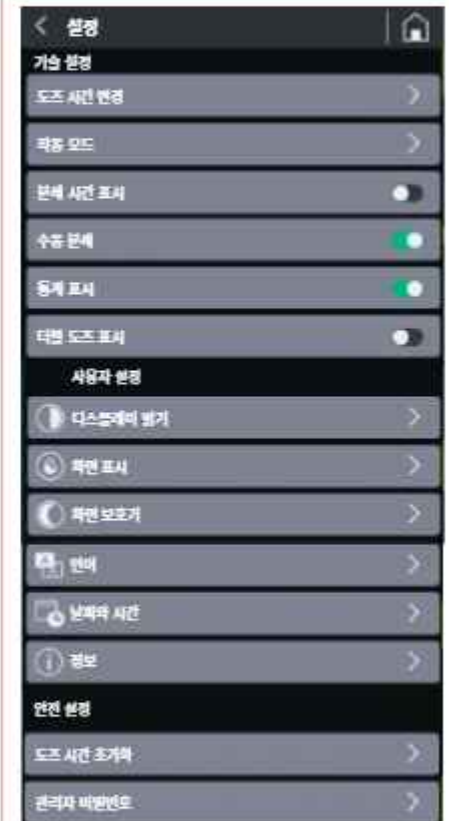 설정
기술 설정
도즈 시간 변경
작동 모드
분쇄 시간 표시
수동 분쇄
통계 표시
더블 도즈 표시
사용자 설정
디스플레이 밝기
화면 표시
화면 보호기
언어
날짜와 시간
정보
안전 설정
도즈 시간 초기화
관리자 비밀번호